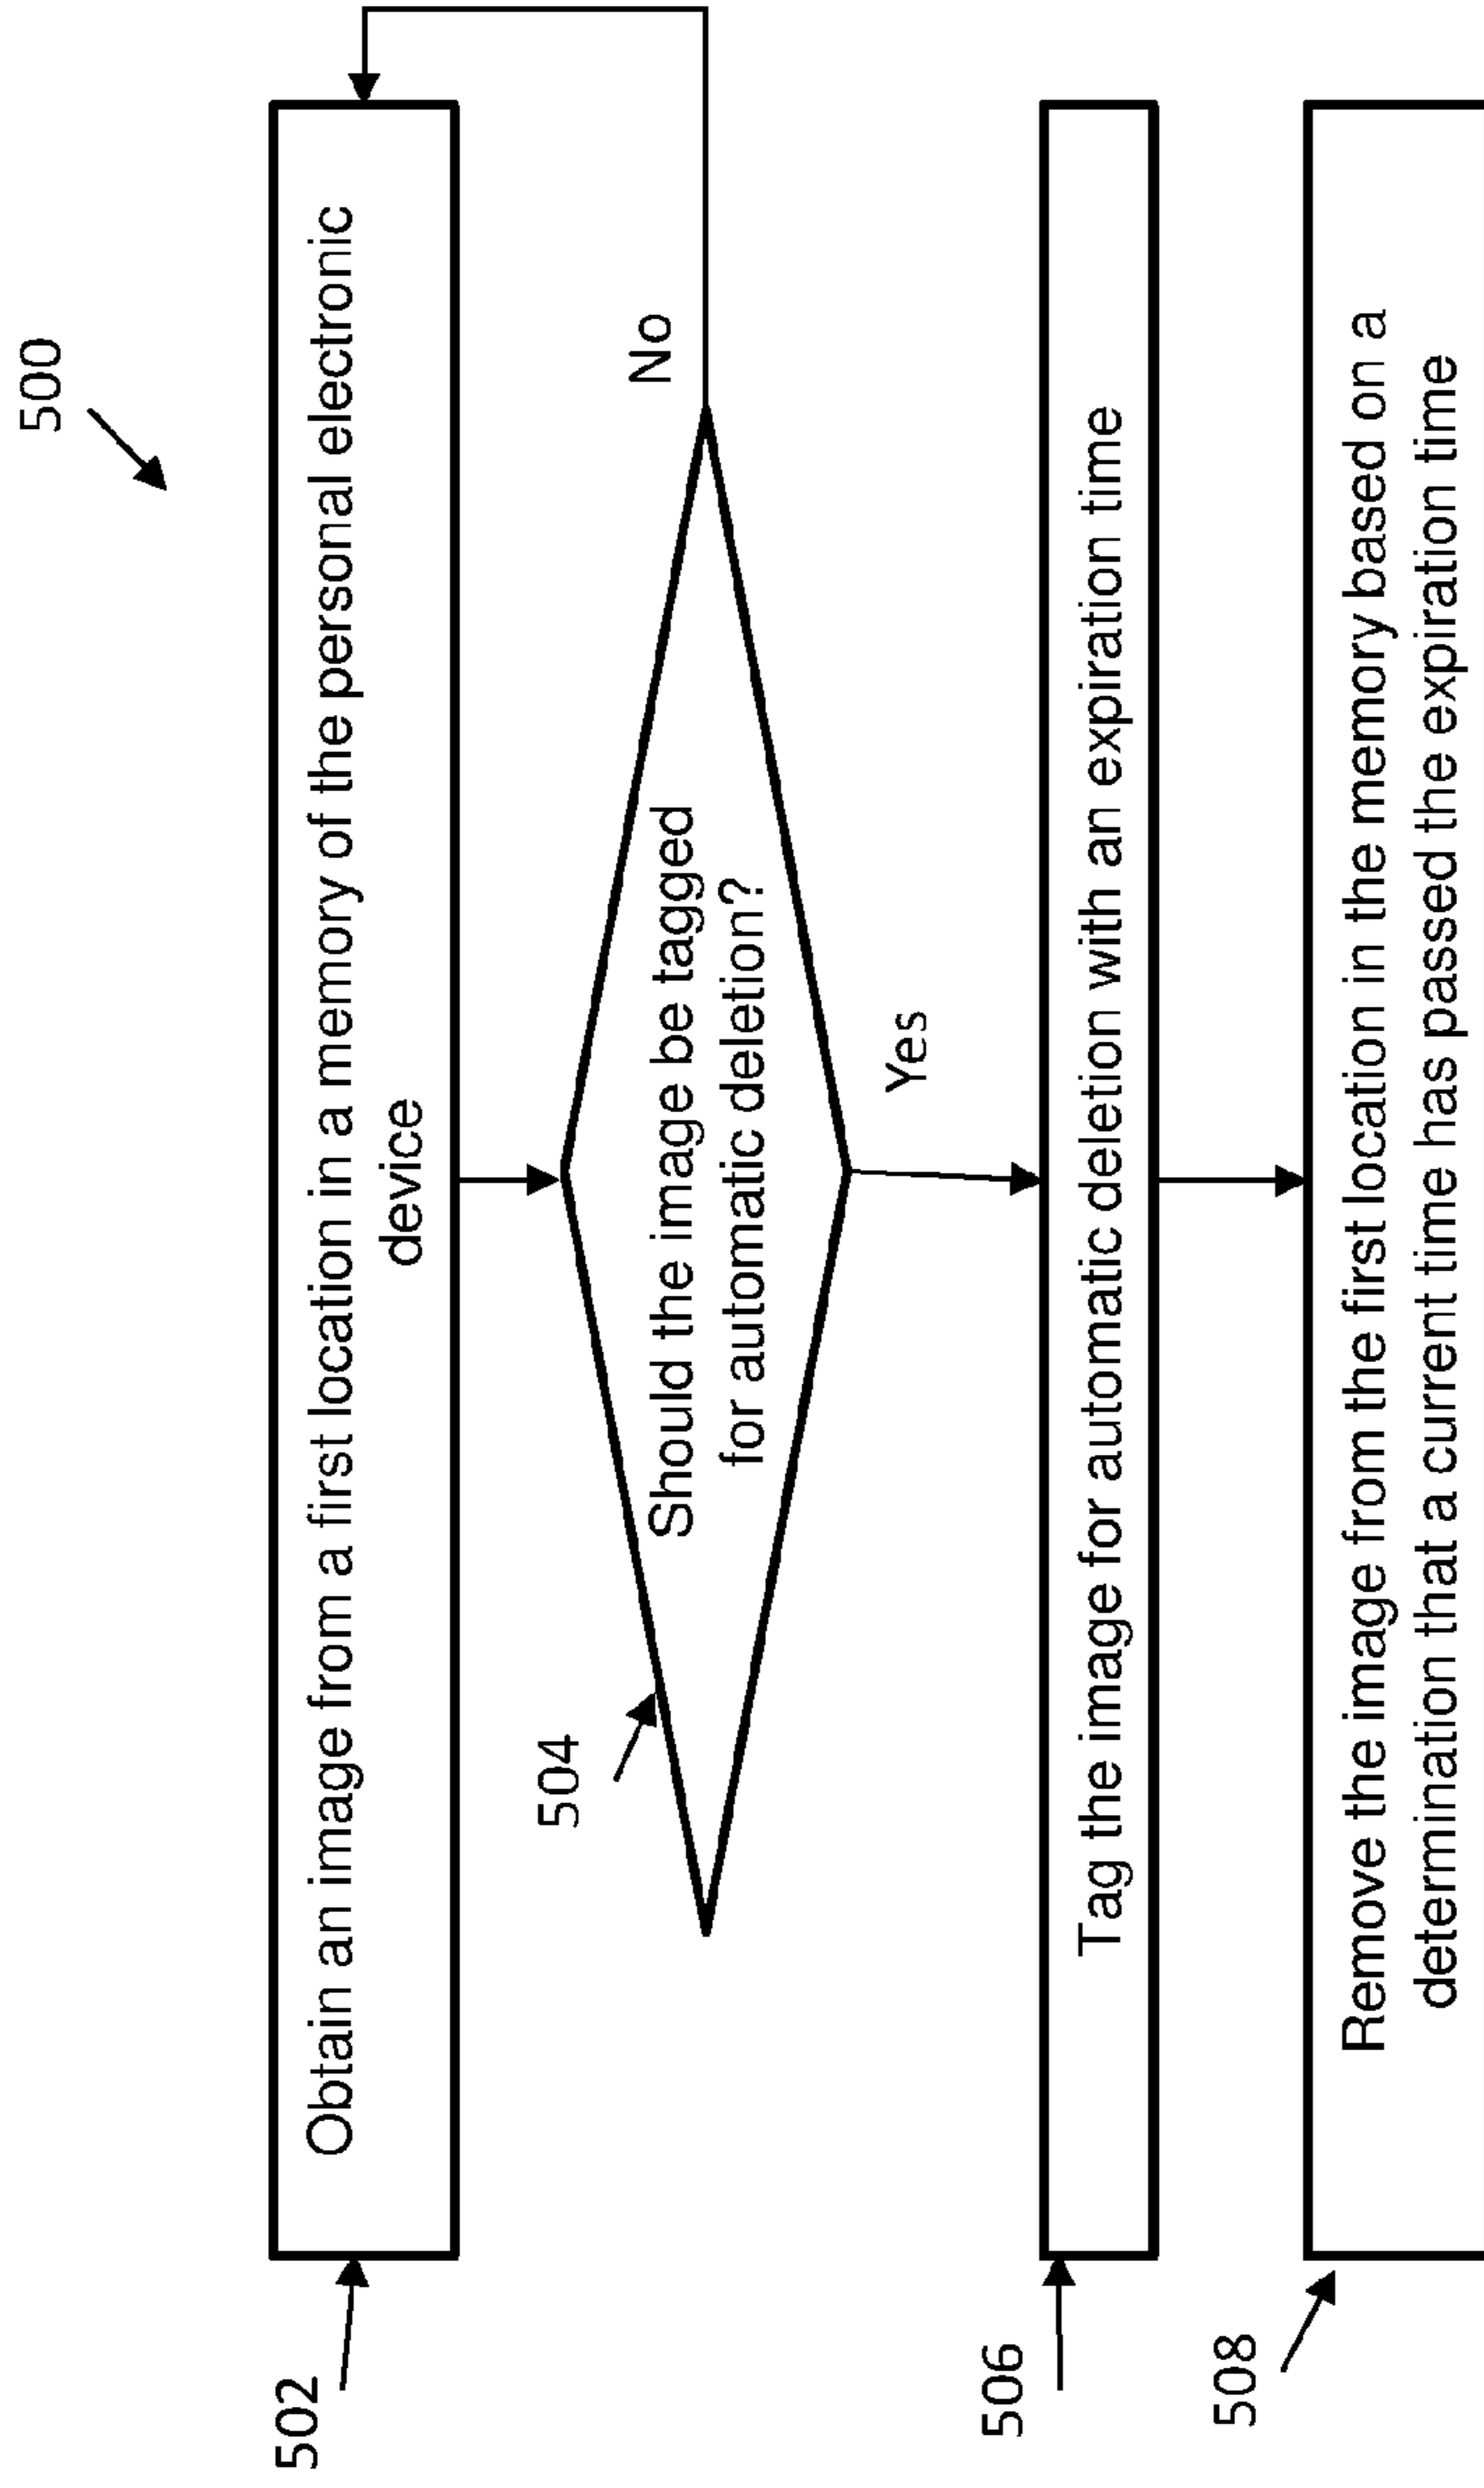 500
502
Obtain an image from a first location in a memory of the personal electronic
device
504
Should the image be tagged
for automatic deletion?
No
Yes
506
Tag the image for automatic deletion with an expiration time
508
Remove the image from the first location in the memory based on a
determination that a current time has passed the expiration time